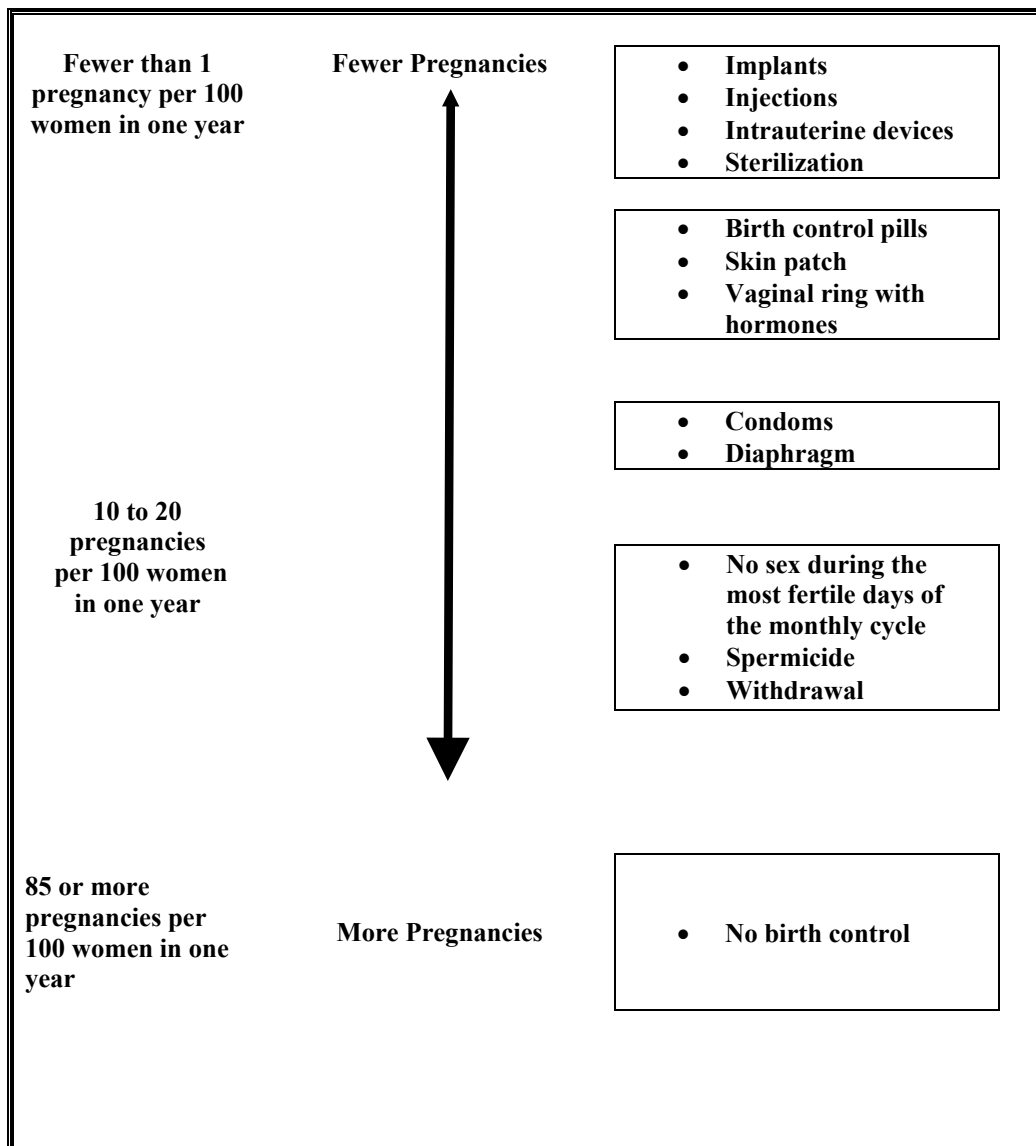 Fewer than 1
pregnancy per 100
women in one year
Fewer Pregnancies
• Implants
• Injections
• Intrauterine devices
• Sterilization
• Birth control pills
• Skin patch
• Vaginal ring with
hormones
• Condoms
• Diaphragm
10 to 20
pregnancies
per 100 women
in one year
• No sex during the
most fertile days of
the monthly cycle
• Spermicide
• Withdrawal
85 or more
pregnancies per
100 women in one
year
More Pregnancies
• No birth control